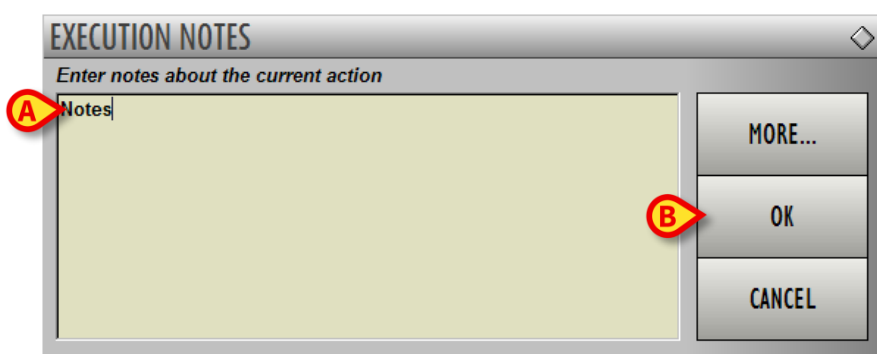 EXECUTION NOTES
Enter notes about the current action
A
Notes
MORE...
B
OK
CANCEL